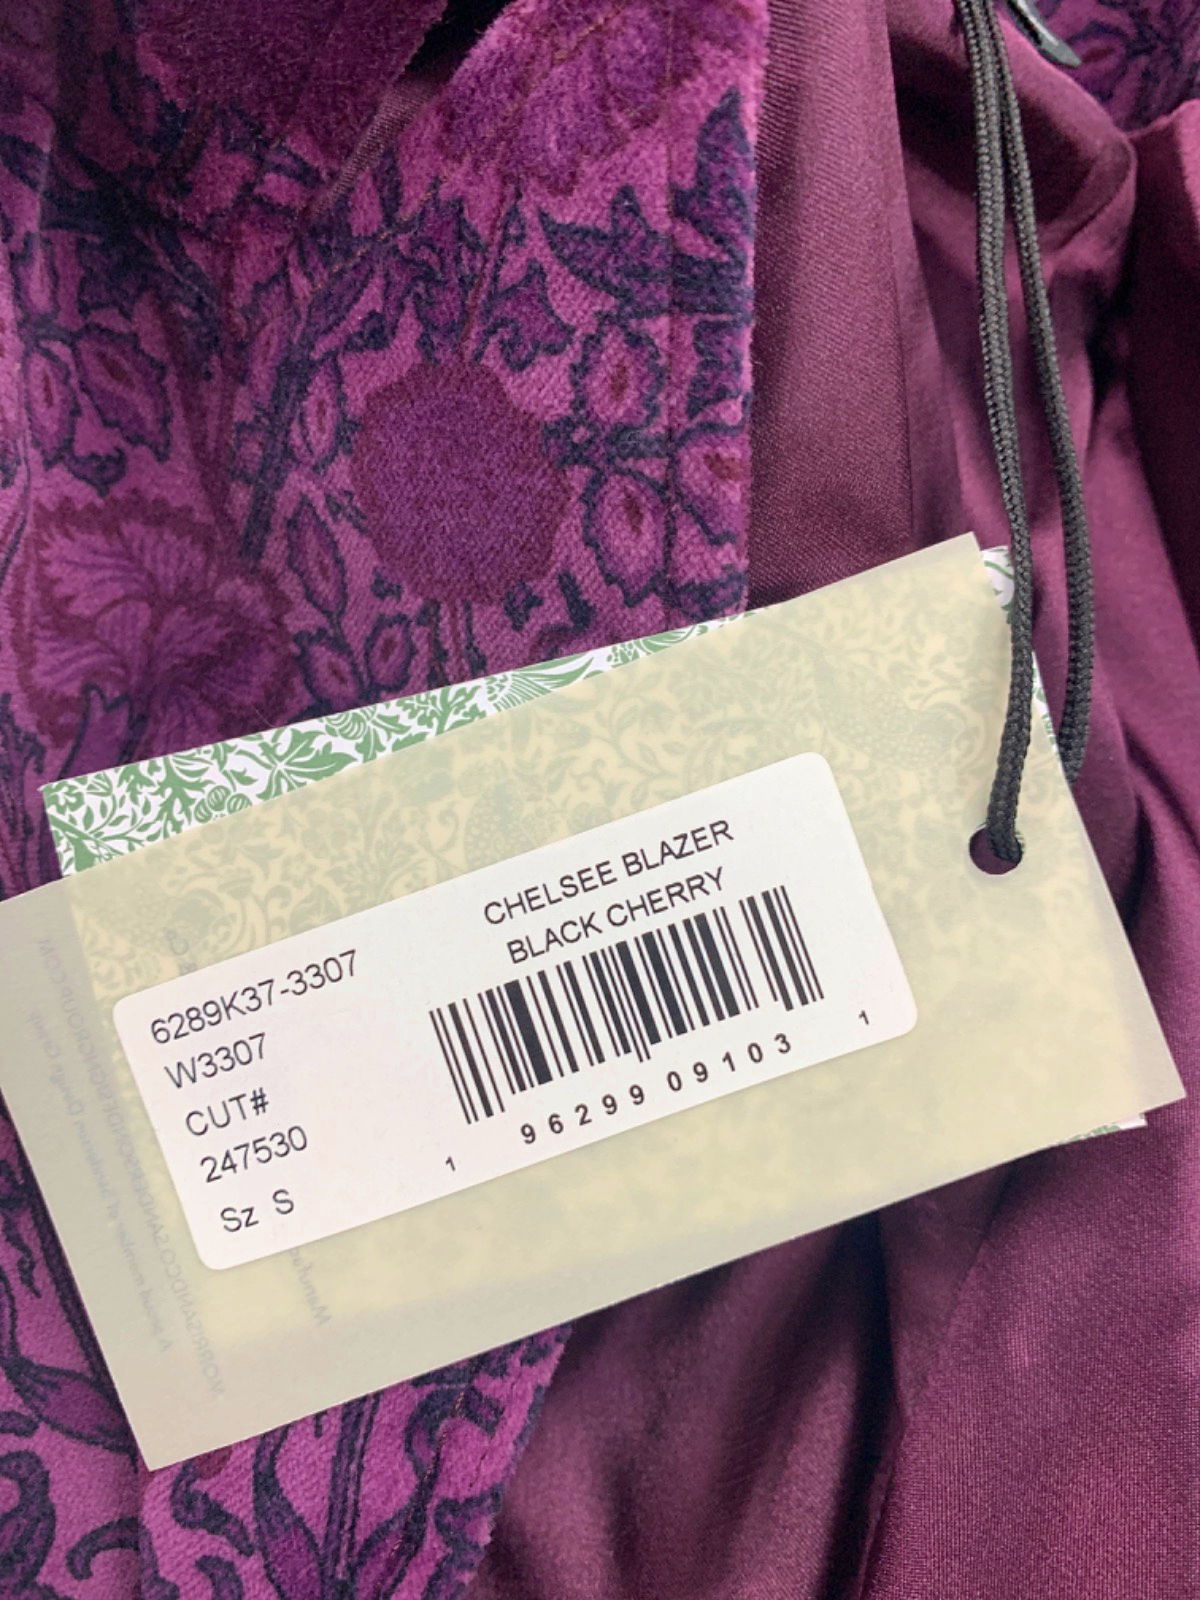 CHELSEE BLAZER
BLACK CHERRY
6289K37-3307
W3307
CUT#
247530
Sz S
1 96299 09103 1